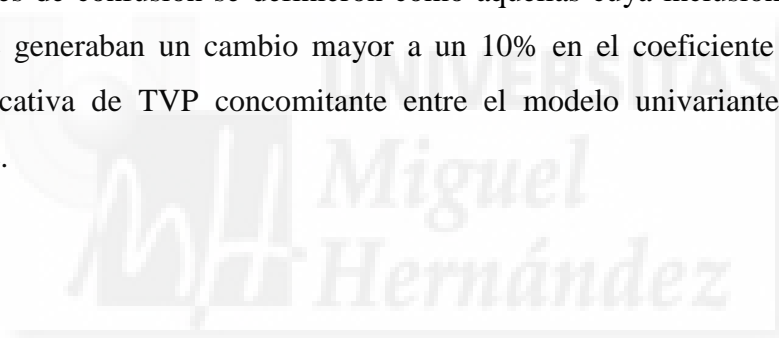 es de confusión se definieron como aquellas cuya inclusión
generaban un cambio mayor a un 10% en el coeficiente
cativa de TVP concomitante entre el modelo univariante
.
UNIVERSITAS
Miguel
Hernández